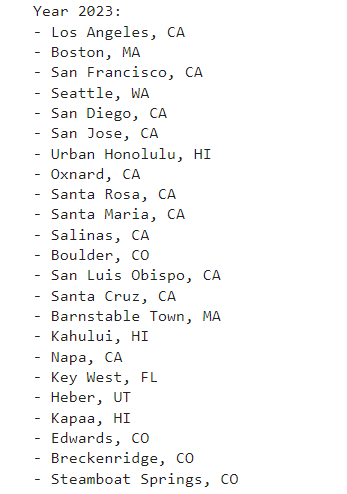 Year 2023:
- Los Angeles, CA
- Boston, MA
- San Francisco, CA
- Seattle, WA
- San Diego, CA
- San Jose, CA
- Urban Honolulu, HI
- Oxnard, CA
- Santa Rosa, CA
- Santa Maria, CA
- Salinas, CA
- Boulder, CO
- San Luis Obispo, CA
- Santa Cruz, CA
- Barnstable Town, MA
- Kahului, HI
- Napa, CA
- Key West, FL
- Heber, UT
- Kapaa, HI
- Edwards, CO
- Breckenridge, CO
- Steamboat Springs, CO